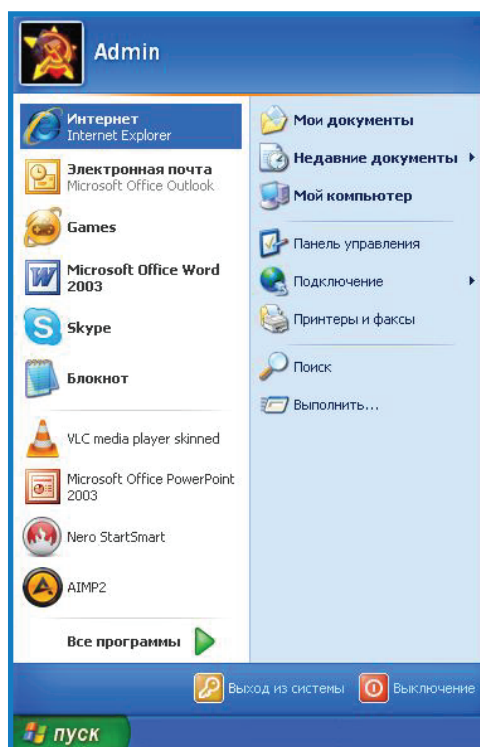 Admin
Интернет
Internet Explorer
Электронная почта
Microsoft Office Outlook
Games
Microsoft Office Word
2003
Skype
Блокнот
VLC media player skinned
Microsoft Office PowerPoint
2003
Nero StartSmart
AIMP2
Все программы
Мои документы
Недавние документы
Мой компьютер
Панель управления
Подключение
Принтеры и факсы
Поиск
Выполнить...
Выход из системы
Выключение
пуск